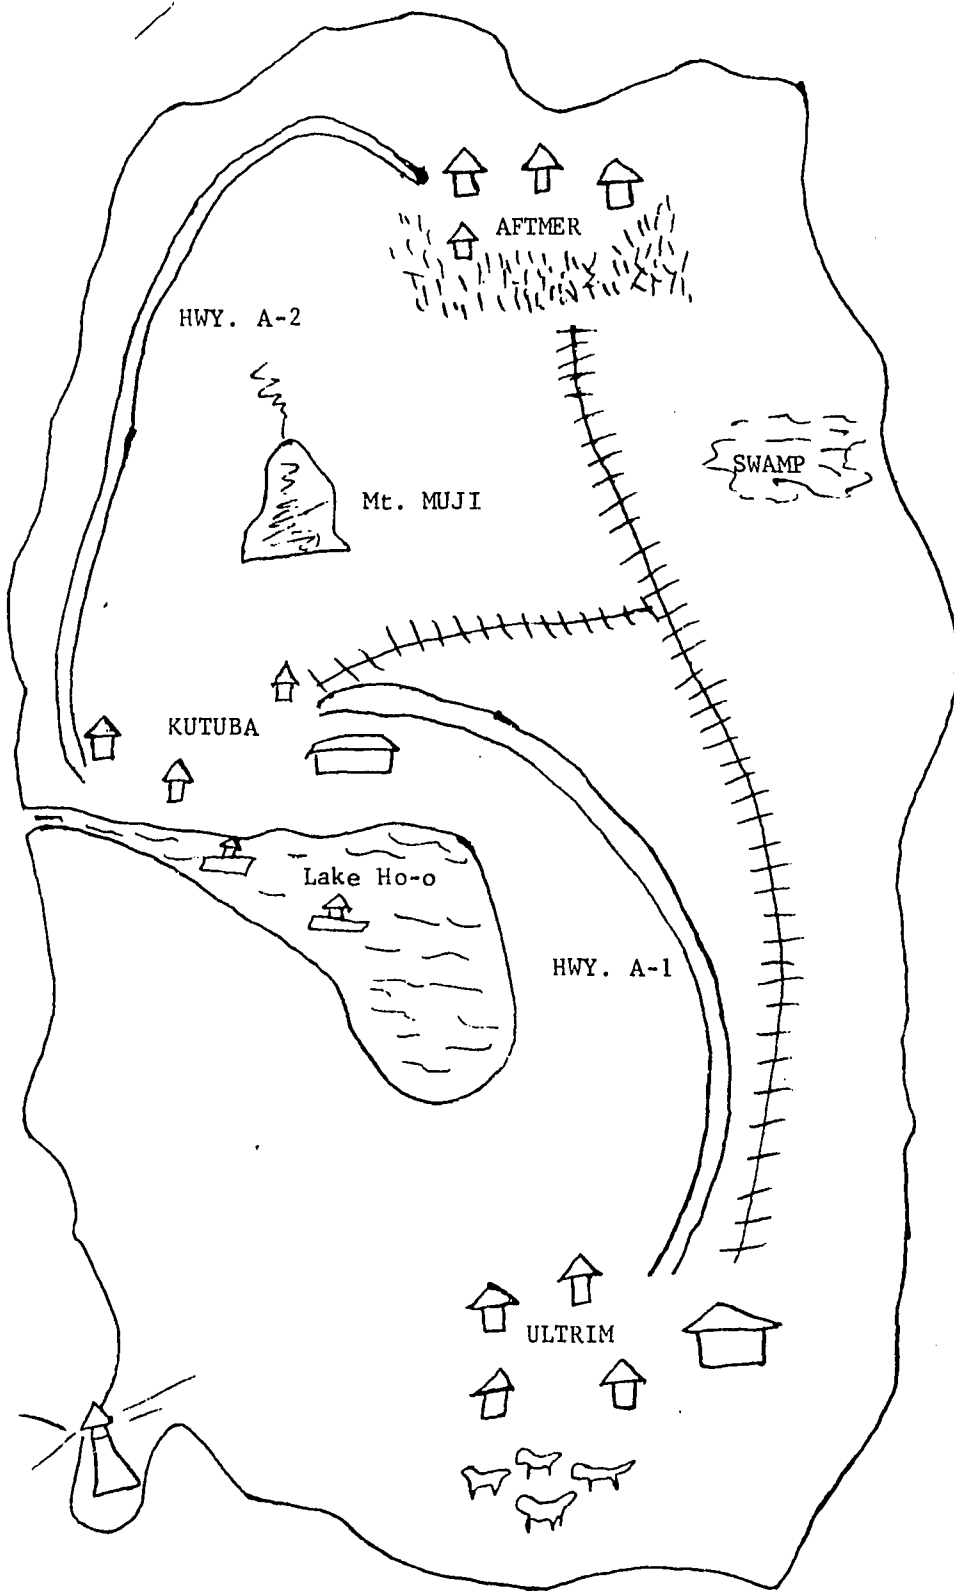 AFTMER
HWY. A-2
SWAMP
Mt. MUJI
KUTUBA
Lake Ho-o
HWY. A-1
ULTRIM